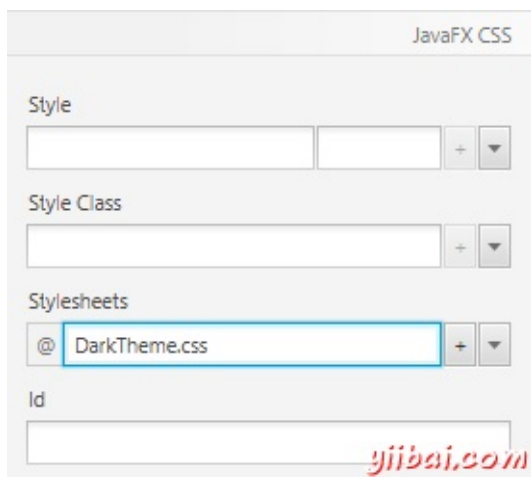 JavaFX CSS
Style
+
Style Class
+
Stylesheets
@ DarkTheme.css +
Id
yiibai.com